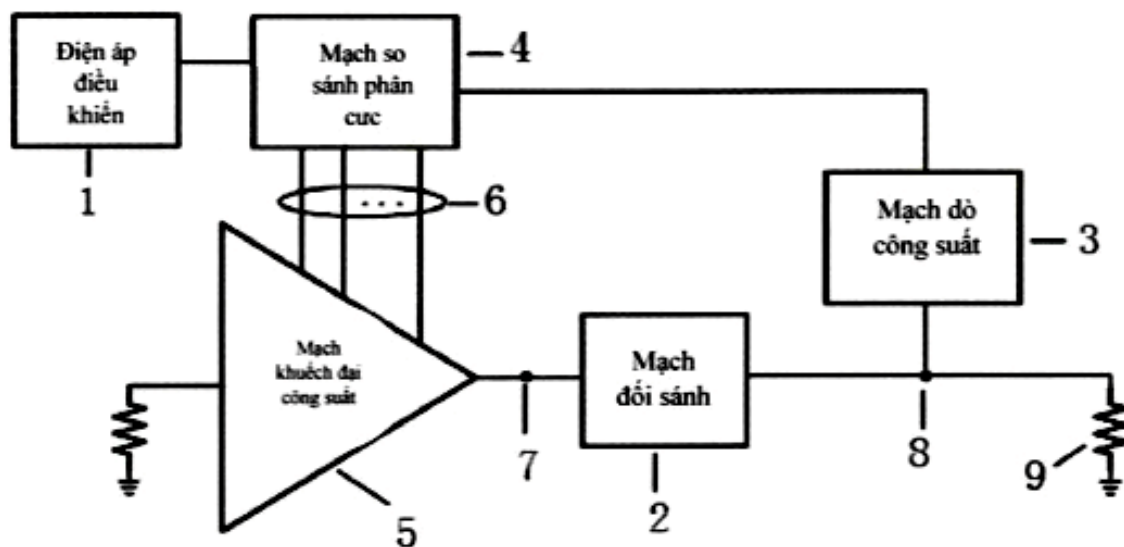 Điện áp
điều
khiển
1
Mạch so
sánh phân
cưc
4
6
Mạch dò
công suất
3
Mạch
khuếch đại
công suất
5
7
Mạch
đối sánh
2
8
9